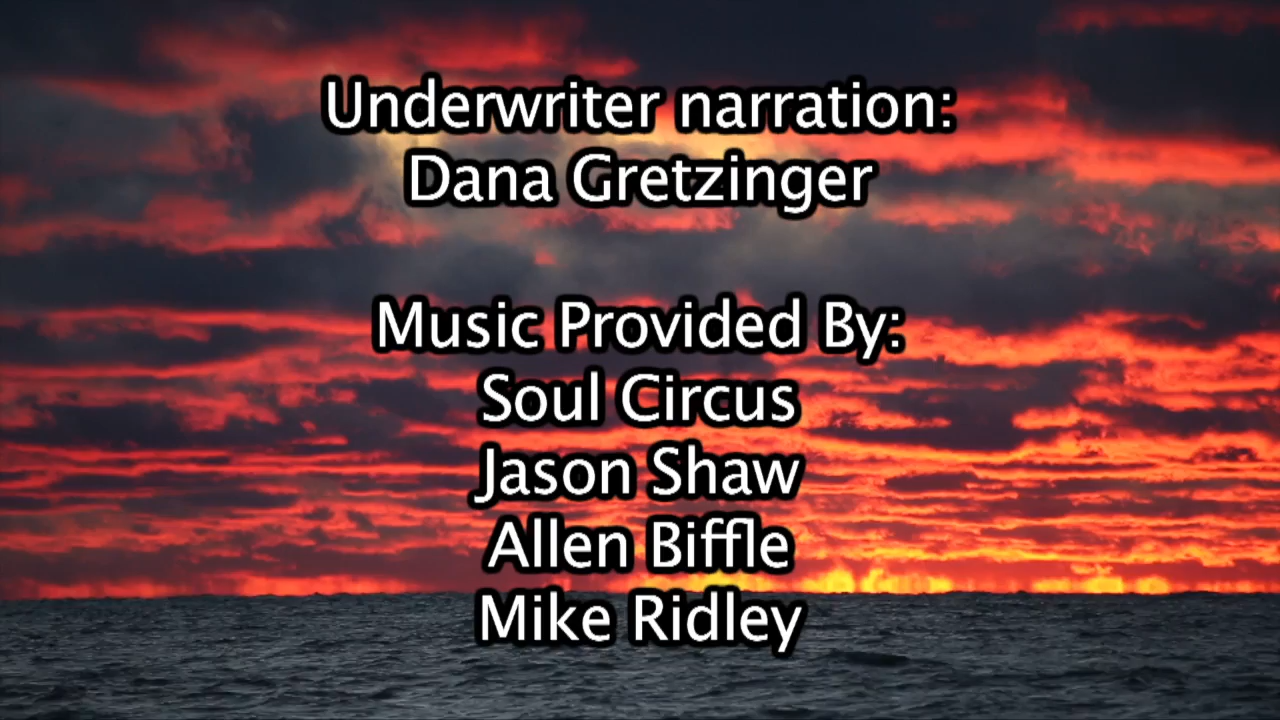 Underwriter narration:
Dana Gretzinger
Music Provided By:
Soul Circus
Jason Shaw
Allen Biffle
Mike Ridley